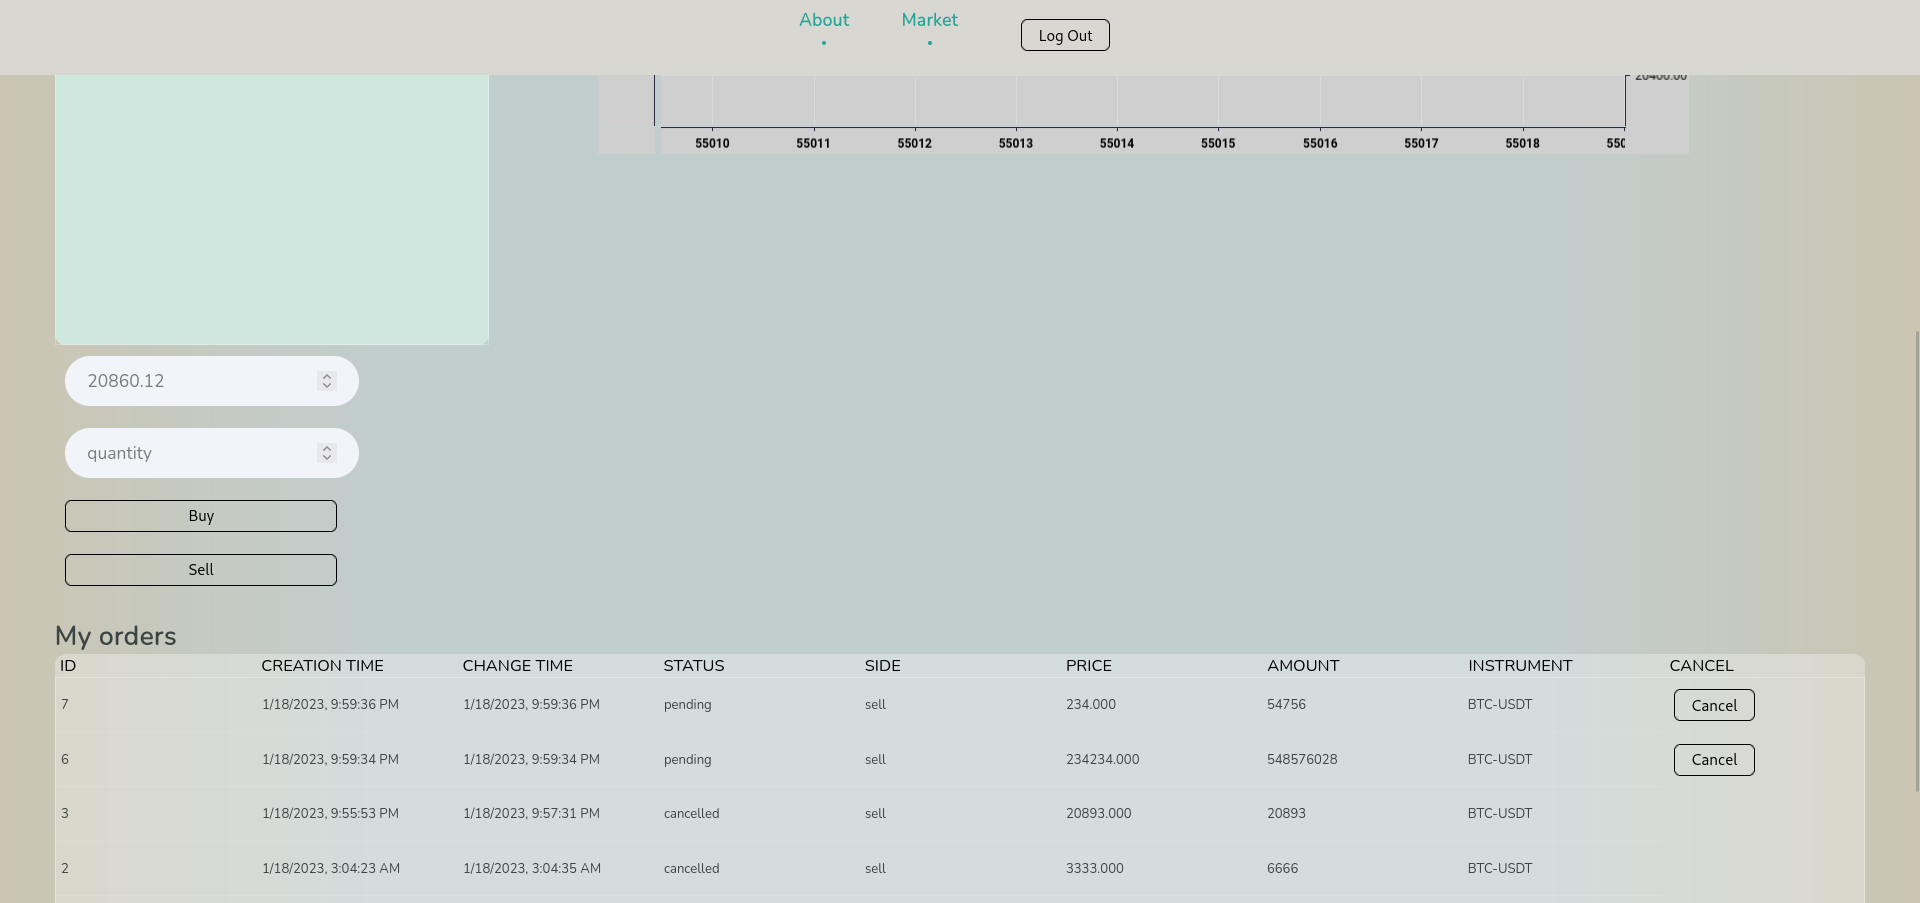 About Market Log Out
20400.00
55010 55011 55012 55013 55014 55015 55016 55017 55018 550
20860.12
quantity
Buy
Sell
My orders
ID CREATION TIME CHANGE TIME STATUS SIDE PRICE AMOUNT INSTRUMENT CANCEL
7 1/18/2023, 9:59:36 PM 1/18/2023, 9:59:36 PM pending sell 234.000 54756 BTC-USDT Cancel
6 1/18/2023, 9:59:34 PM 1/18/2023, 9:59:34 PM pending sell 234234.000 548576028 BTC-USDT Cancel
3 1/18/2023, 9:55:53 PM 1/18/2023, 9:57:31 PM cancelled sell 20893.000 20893 BTC-USDT
2 1/18/2023, 3:04:23 AM 1/18/2023, 3:04:35 AM cancelled sell 3333.000 6666 BTC-USDT